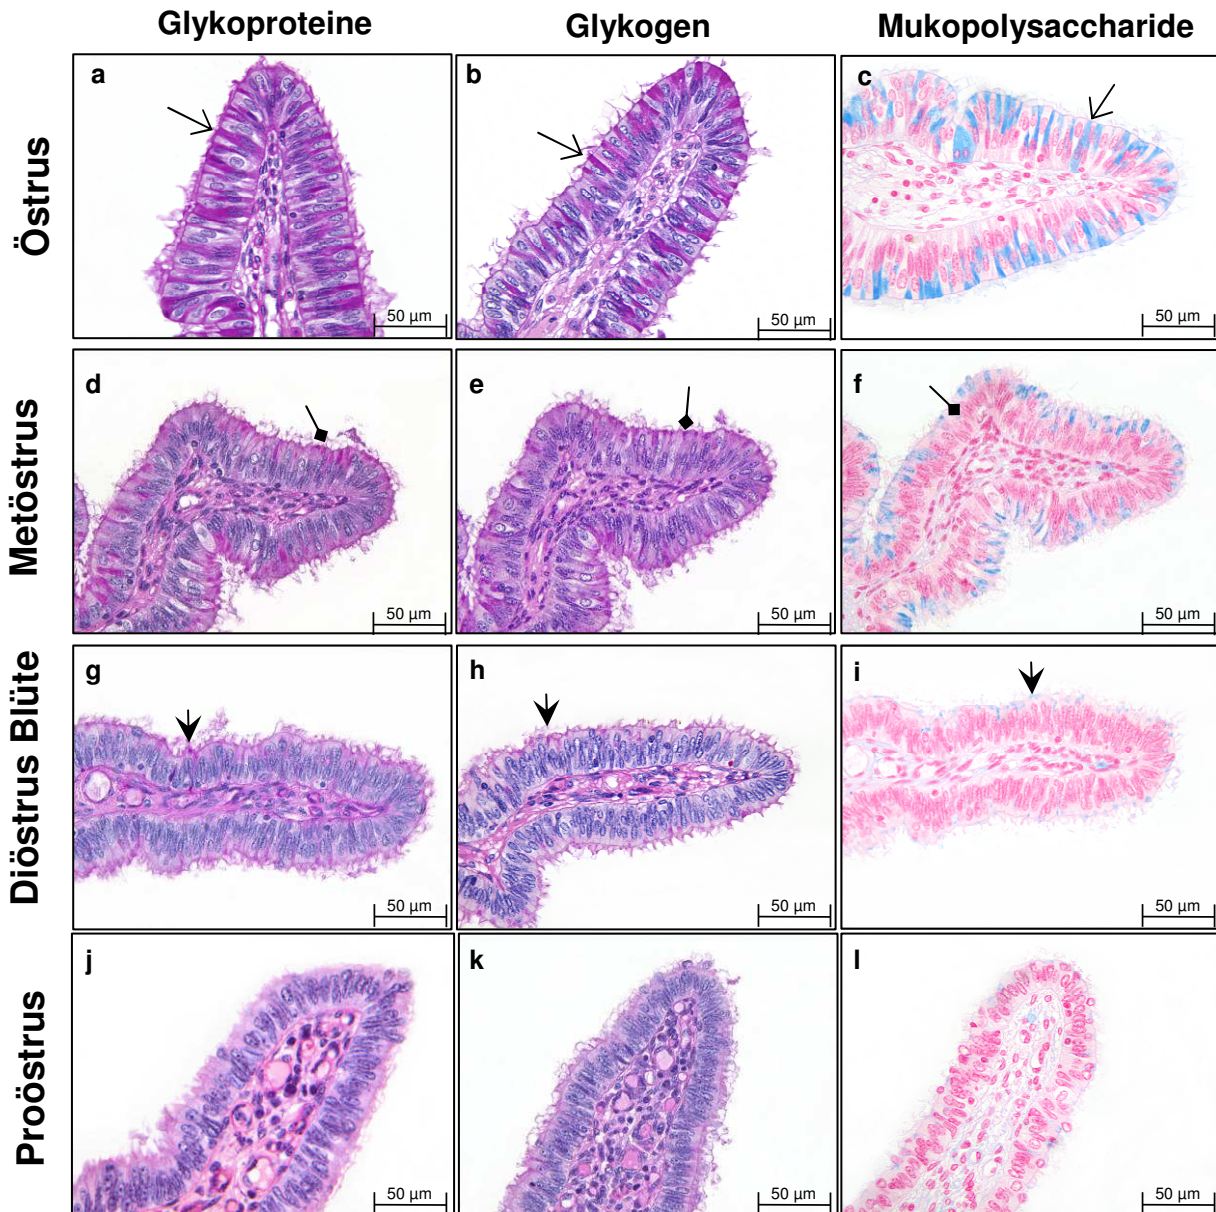 Glykoproteine Glykogen Mukopolysaccharide
Östrus
a b c
50 µm 50 µm 50 µm
Metöstrus
d e f
50 µm 50 µm 50 µm
Diöstrus Blüte
g h i
50 µm 50 µm 50 µm
Proöstrus
j k l
50 µm 50 µm 50 µm